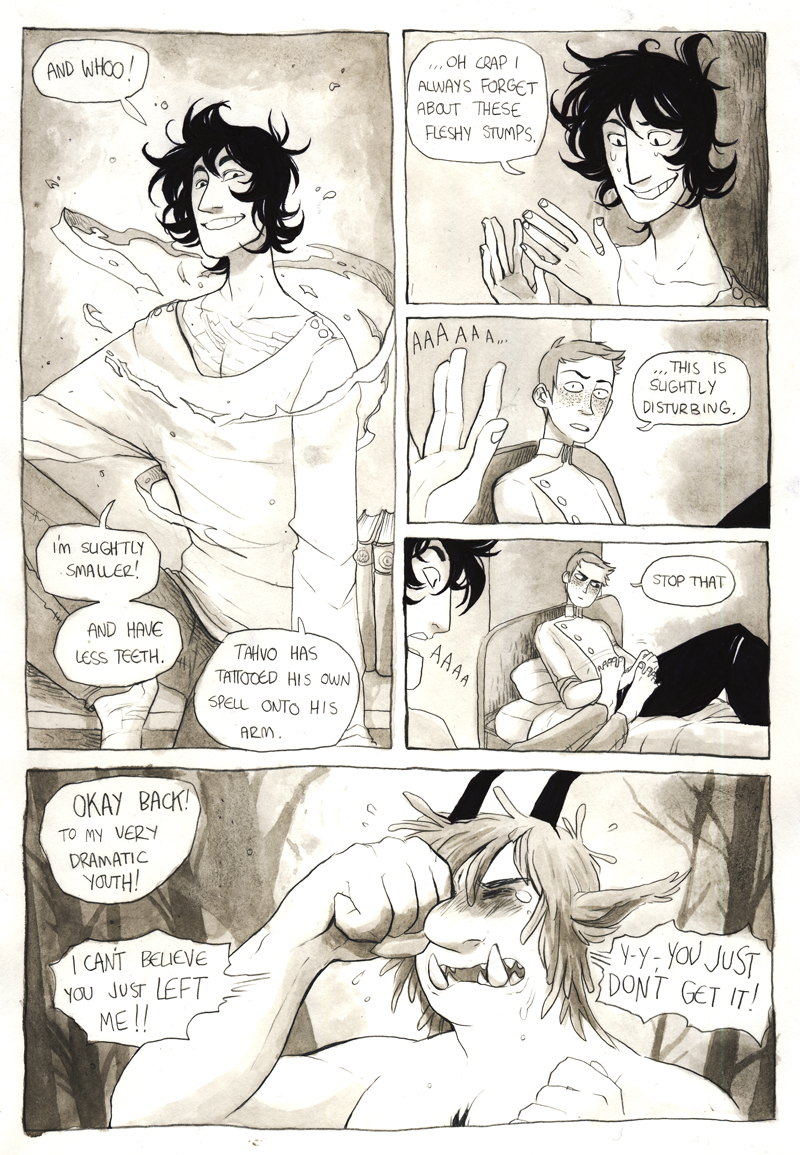 AND WHOO!
I'M SLIGHTLY
SMALLER!
AND HAVE
LESS TEETH.
TAHVO HAS
TATTOOED HIS OWN
SPELL ONTO HIS
ARM.
...OH CRAP I
ALWAYS FORGET
ABOUT THESE
FLESHY STUMPS.
AAAAAA...
...THIS IS
SLIGHTLY
DISTURBING.
STOP THAT
AAAA
OKAY BACK!
TO MY VERY
DRAMATIC
YOUTH!
I CAN'T BELIEVE
YOU JUST LEFT
ME!!
Y-Y-, YOU JUST
DON'T GET IT!